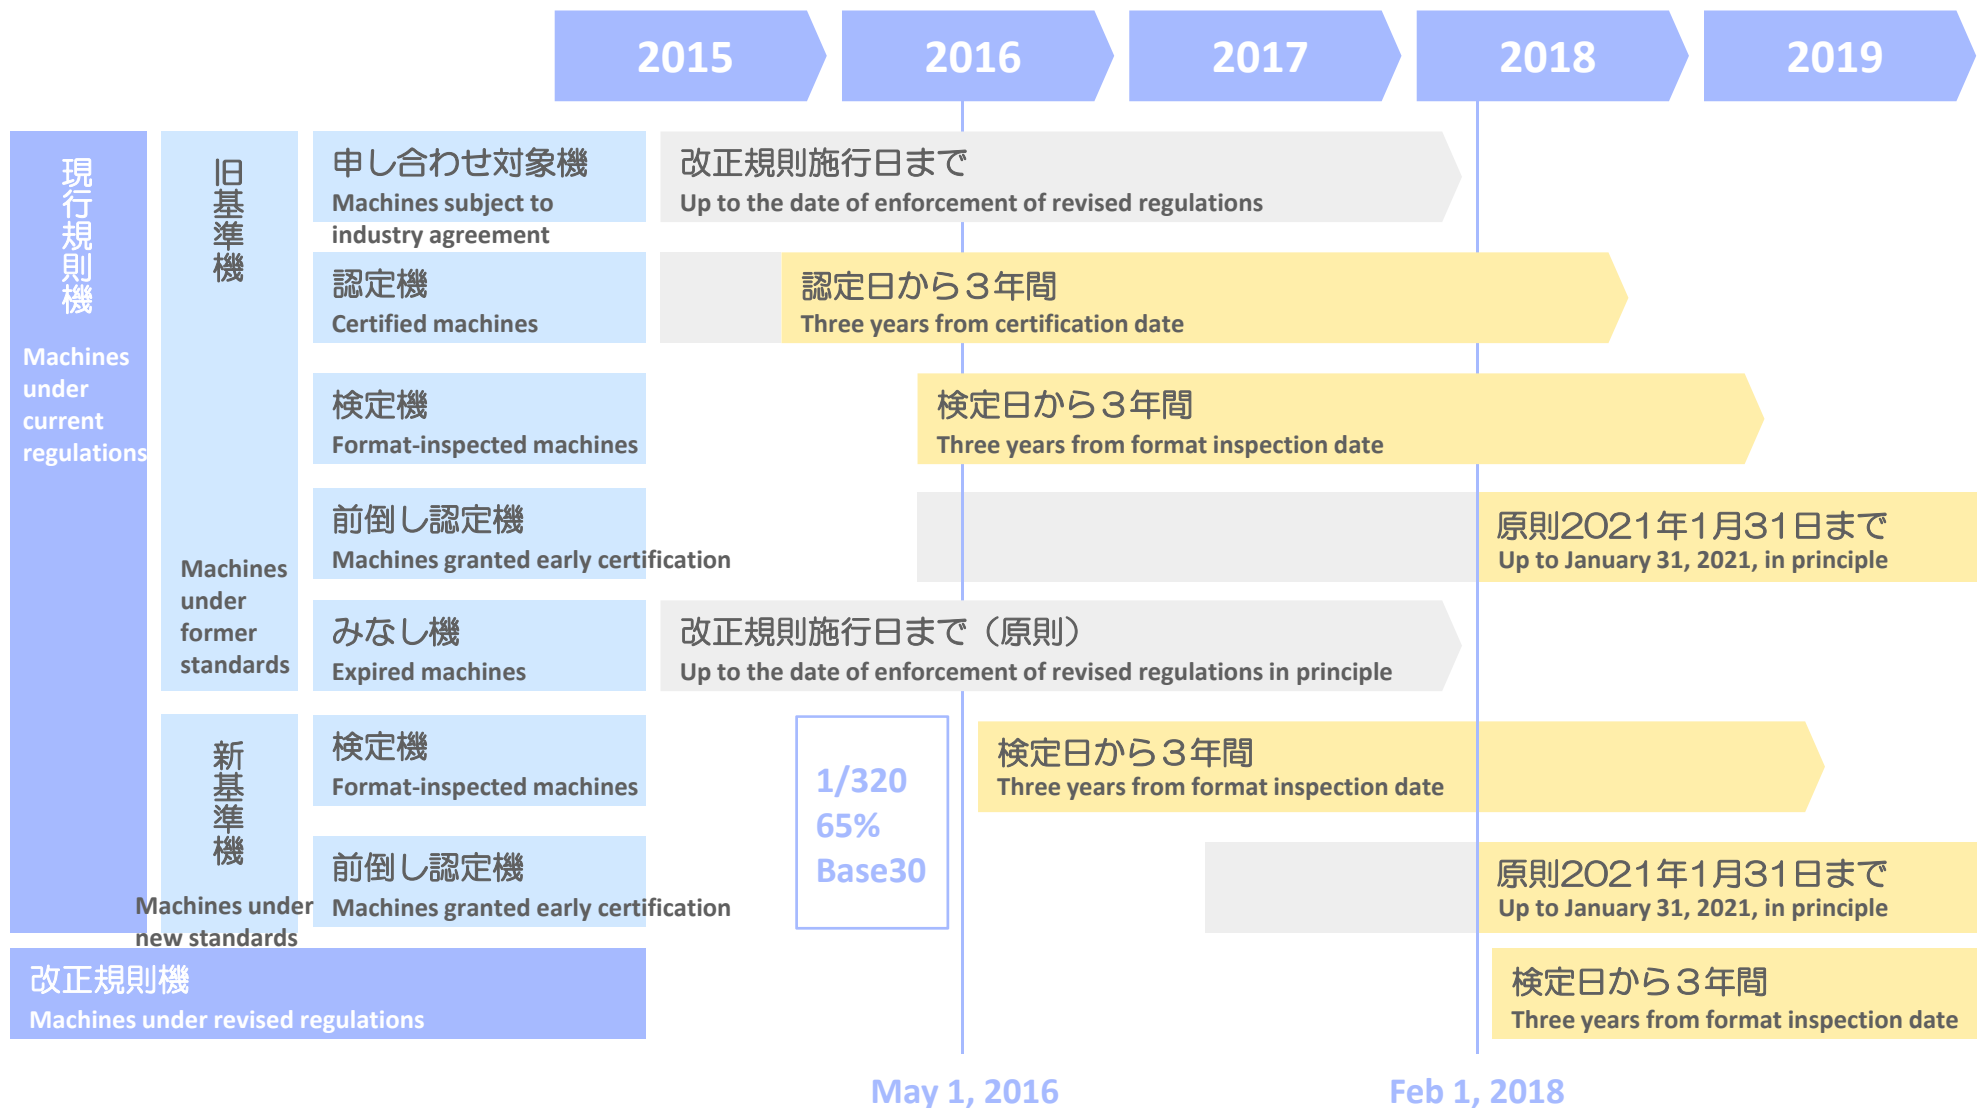 2015
2016
2017
2018
2019
現行規則機
Machines
under
current
regulations
旧基準機
Machines
under
former
standards
申し合わせ対象機
Machines subject to
industry agreement
改正規則施行日まで
Up to the date of enforcement of revised regulations
認定機
Certified machines
認定日から３年間
Three years from certification date
検定機
Format-inspected machines
検定日から３年間
Three years from format inspection date
前倒し認定機
Machines granted early certification
原則2021年1月31日まで
Up to January 31, 2021, in principle
みなし機
Expired machines
改正規則施行日まで（原則）
Up to the date of enforcement of revised regulations in principle
新基準機
Machines under
new standards
検定機
Format-inspected machines
1/320
65%
Base30
検定日から３年間
Three years from format inspection date
前倒し認定機
Machines granted early certification
原則2021年1月31日まで
Up to January 31, 2021, in principle
改正規則機
Machines under revised regulations
検定日から３年間
Three years from format inspection date
May 1, 2016
Feb 1, 2018